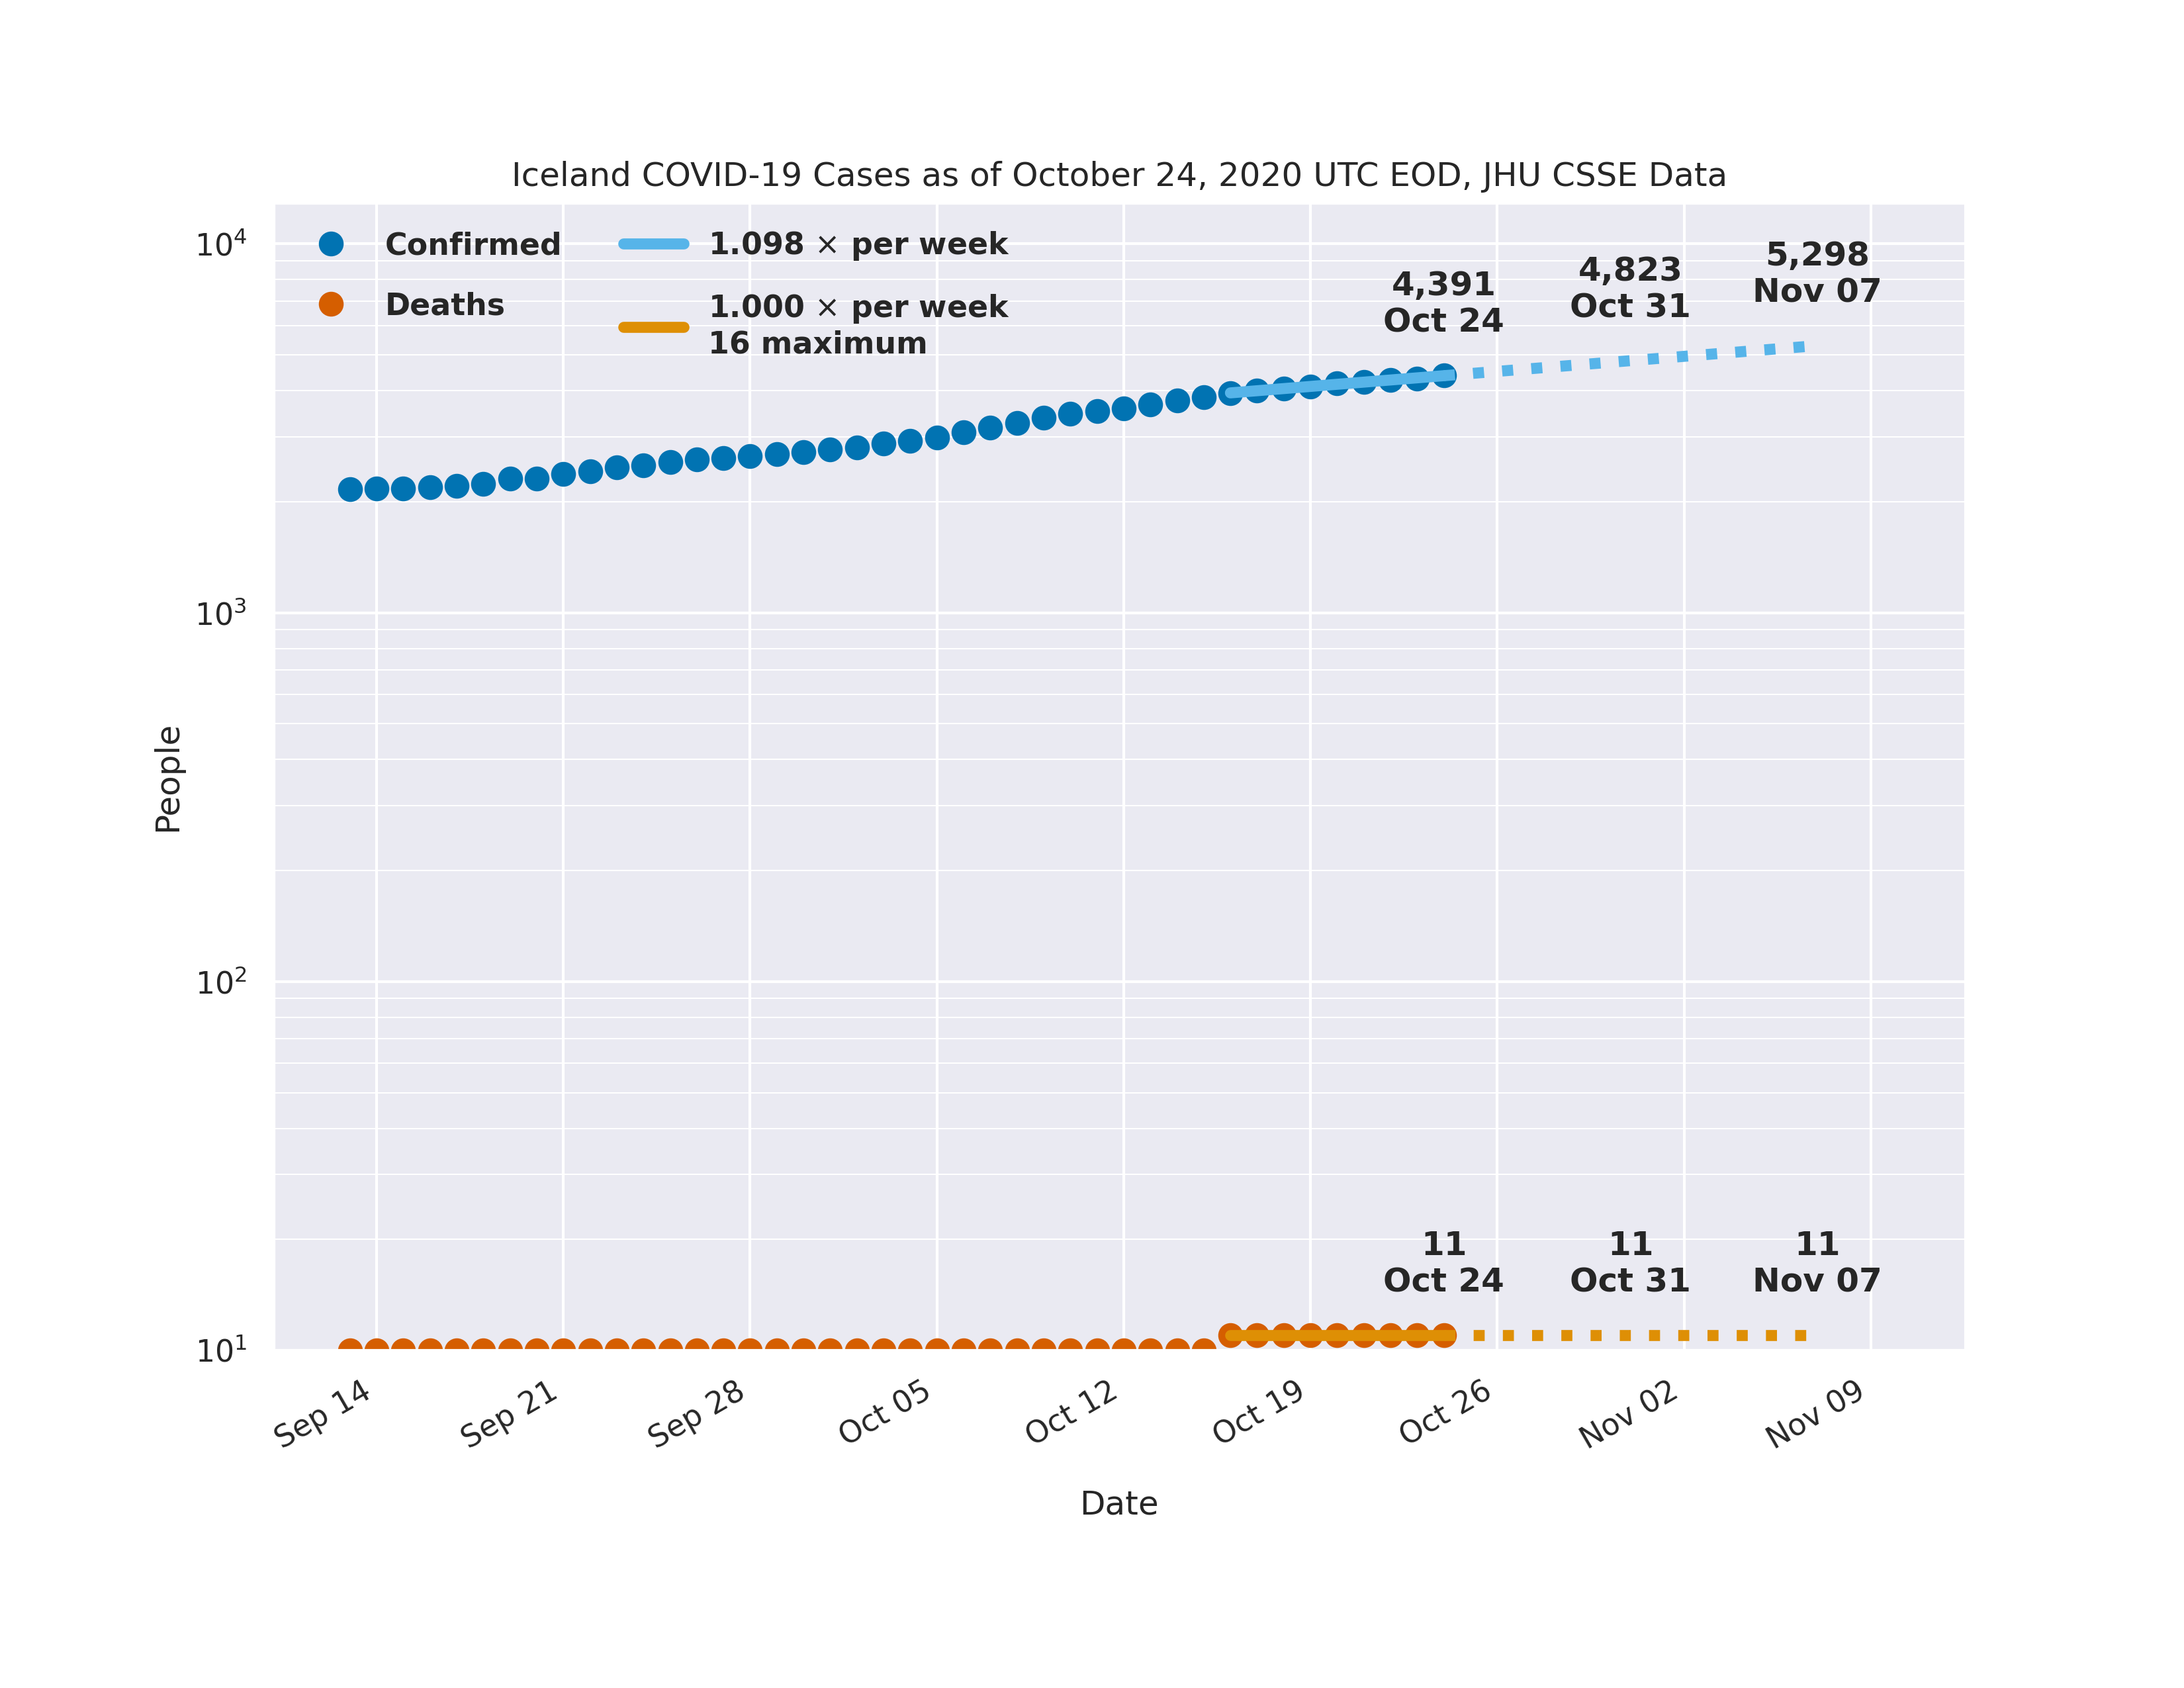 Iceland COVID-19 Cases as of October 24, 2020 UTC EOD, JHU CSSE Data
Confirmed
Deaths
1.098 × per week
1.000 × per week
16 maximum
4,391
Oct 24
4,823
Oct 31
5,298
Nov 07
11
Oct 24
11
Oct 31
11
Nov 07
People
10⁴
10³
10²
10¹
Sep 14
Sep 21
Sep 28
Oct 05
Oct 12
Oct 19
Oct 26
Nov 02
Nov 09
Date